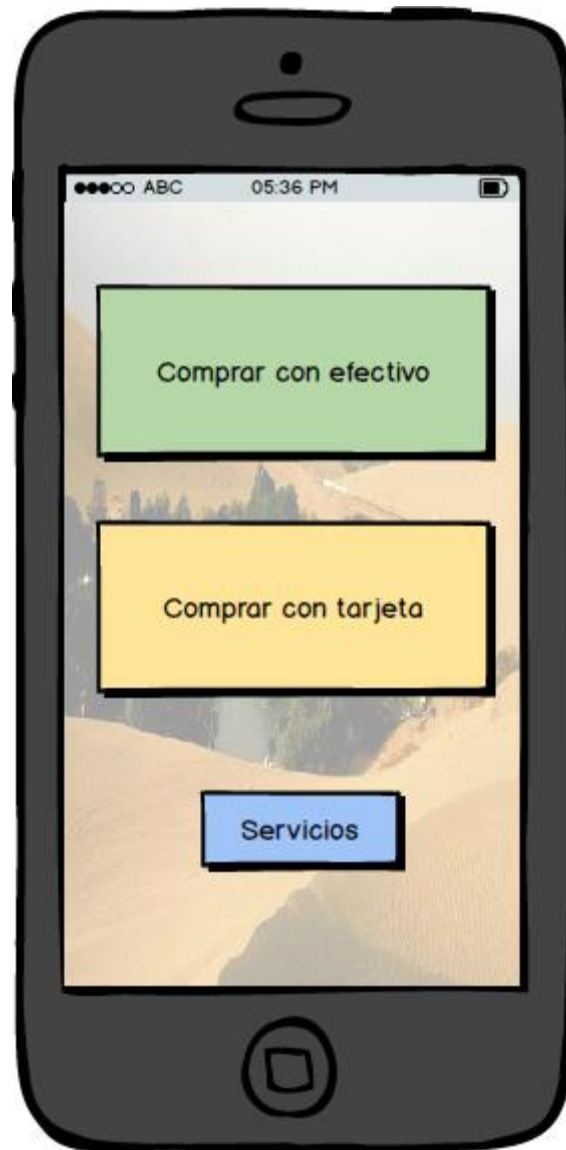 ABC 05:36 PM
Comprar con efectivo
Comprar con tarjeta
Servicios